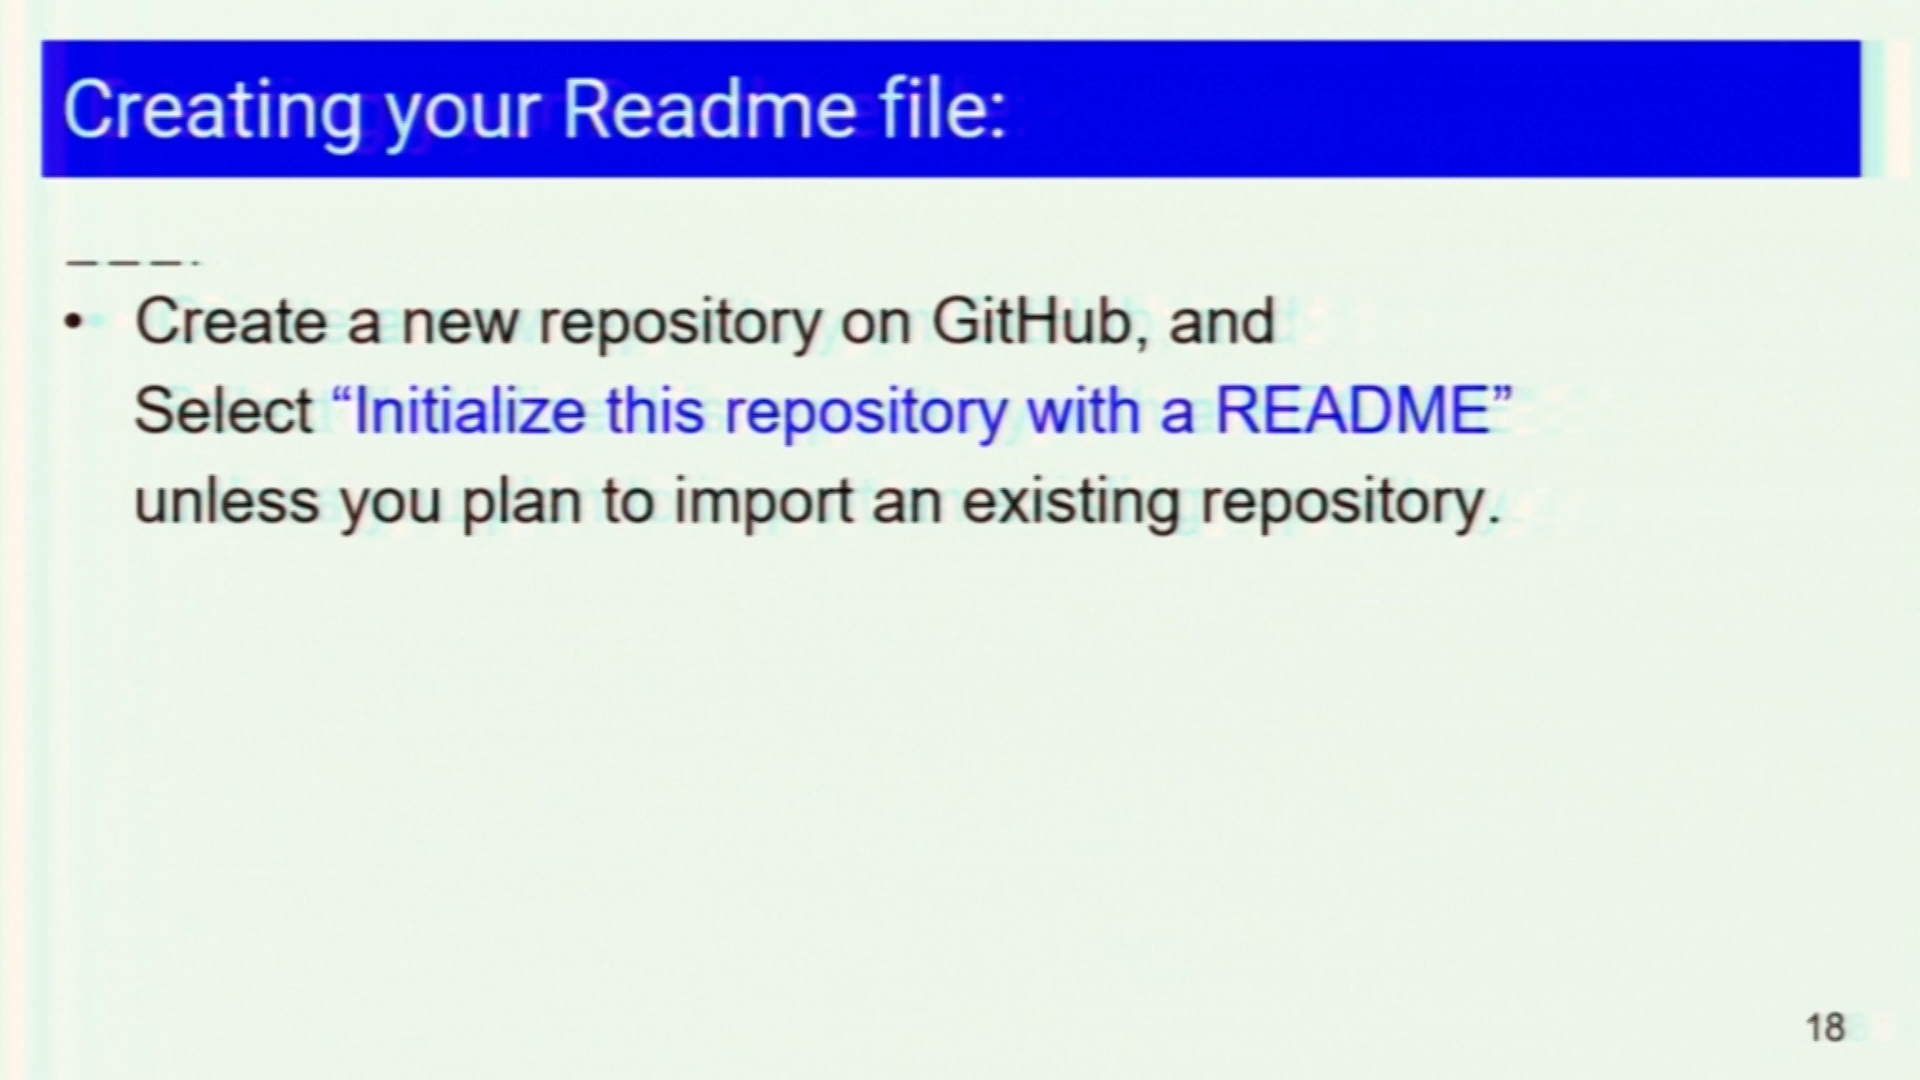 Creating your Readme file:
• Create a new repository on GitHub, and
Select “Initialize this repository with a README”
unless you plan to import an existing repository.
18